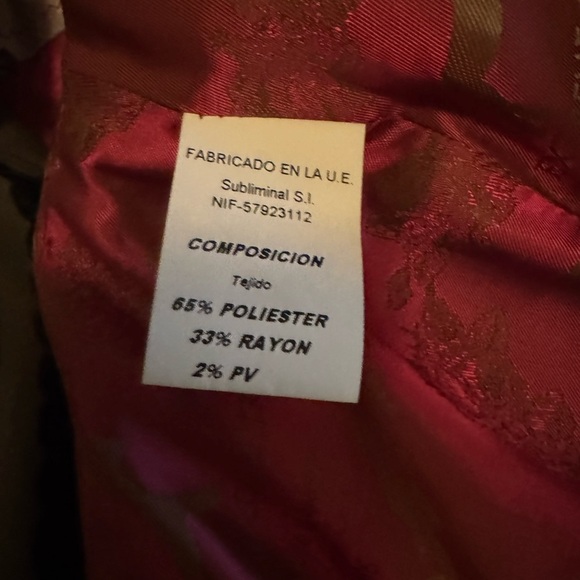 FABRICADO EN LA U.E.
Subliminal S.l.
NIF-57923112
COMPOSICION
Tejido
65% POLIESTER
33% RAYON
2% PV